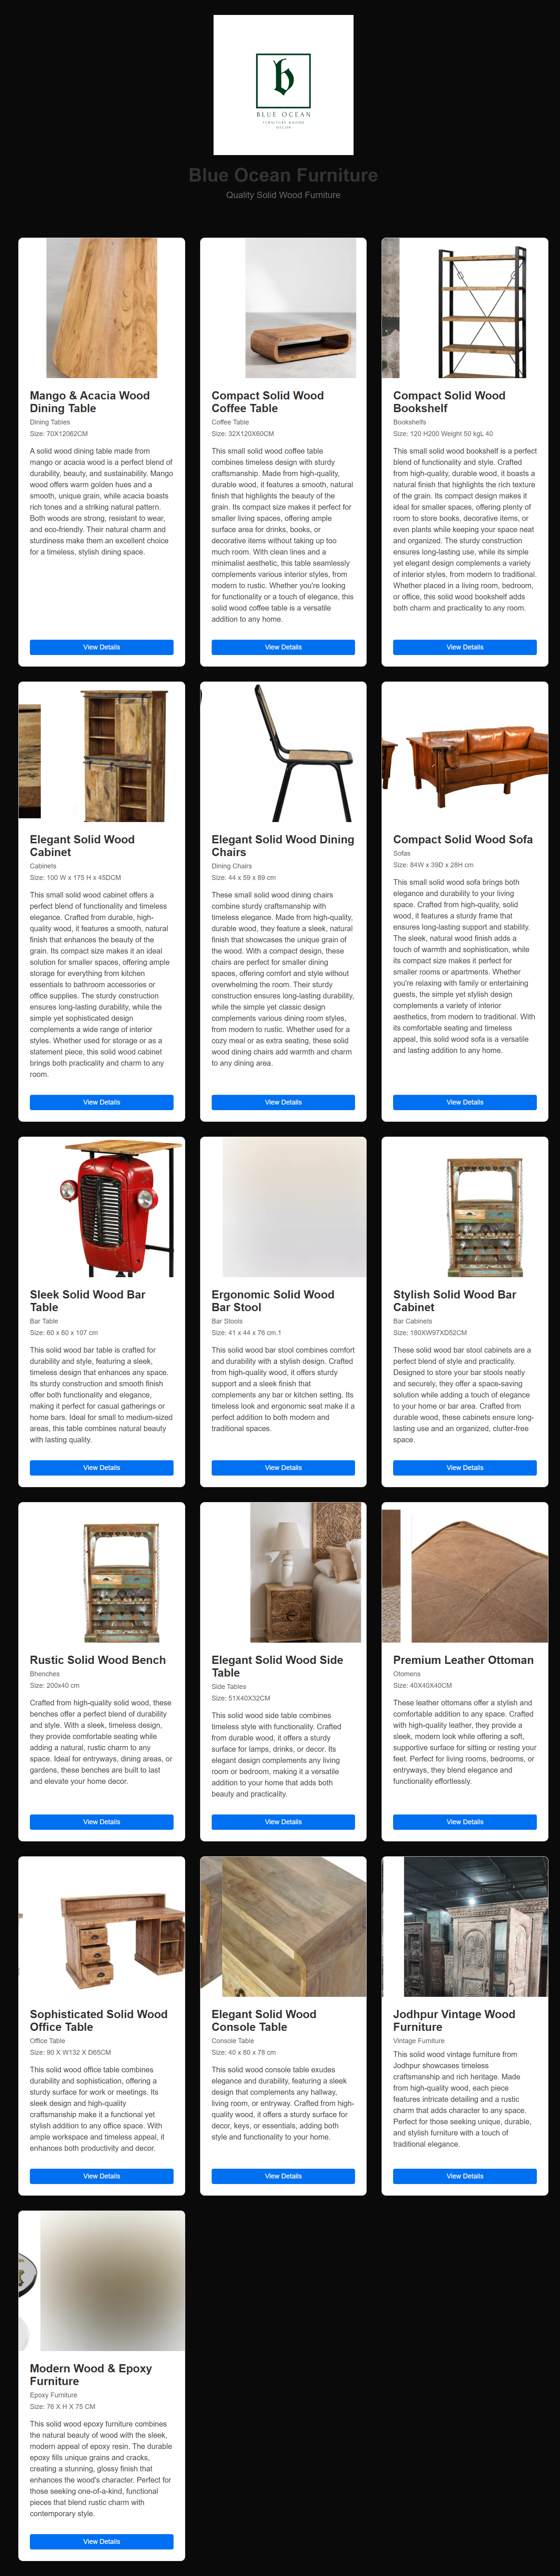 b
BLUE OCEAN
FURNITURE & HOME
DECOR
Blue Ocean Furniture
Quality Solid Wood Furniture
Mango & Acacia Wood
Dining Table
Dining Tables
Size: 70X12062CM
A solid wood dining table made from
mango or acacia wood is a perfect blend of
durability, beauty, and sustainability. Mango
wood offers warm golden hues and a
smooth, unique grain, while acacia boasts
rich tones and a striking natural pattern.
Both woods are strong, resistant to wear,
and eco-friendly. Their natural charm and
sturdiness make them an excellent choice
for a timeless, stylish dining space.
View Details
Compact Solid Wood
Coffee Table
Coffee Table
Size: 32X120X60CM
This small solid wood coffee table
combines timeless design with sturdy
craftsmanship. Made from high-quality,
durable wood, it features a smooth, natural
finish that highlights the beauty of the
grain. Its compact size makes it perfect for
smaller living spaces, offering ample
surface area for drinks, books, or
decorative items without taking up too
much room. With clean lines and a
minimalist aesthetic, this table seamlessly
complements various interior styles, from
modern to rustic. Whether you're looking
for functionality or a touch of elegance, this
solid wood coffee table is a versatile
addition to any home.
View Details
Compact Solid Wood
Bookshelf
Bookshelfs
Size: 120 H200 Weight 50 kgL 40
This small solid wood bookshelf is a perfect
blend of functionality and style. Crafted
from high-quality, durable wood, it boasts a
natural finish that highlights the rich texture
of the grain. Its compact design makes it
ideal for smaller spaces, offering plenty of
room to store books, decorative items, or
even plants while keeping your space neat
and organized. The sturdy construction
ensures long-lasting use, while its simple
yet elegant design complements a variety
of interior styles, from modern to traditional.
Whether placed in a living room, bedroom,
or office, this solid wood bookshelf adds
both charm and practicality to any room.
View Details
Elegant Solid Wood
Cabinet
Cabinets
Size: 100 W x 175 H x 45DCM
This small solid wood cabinet offers a
perfect blend of functionality and timeless
elegance. Crafted from durable, high-
quality wood, it features a smooth, natural
finish that enhances the beauty of the
grain. Its compact size makes it an ideal
solution for smaller spaces, offering ample
storage for everything from kitchen
essentials to bathroom accessories or
office supplies. The sturdy construction
ensures long-lasting durability, while the
simple yet sophisticated design
complements a wide range of interior
styles. Whether used for storage or as a
statement piece, this solid wood cabinet
brings both practicality and charm to any
room.
View Details
Elegant Solid Wood Dining
Chairs
Dining Chairs
Size: 44 x 59 x 89 cm
These small solid wood dining chairs
combine sturdy craftsmanship with
timeless elegance. Made from high-quality,
durable wood, they feature a sleek, natural
finish that showcases the unique grain of
the wood. With a compact design, these
chairs are perfect for smaller dining
spaces, offering comfort and style without
overwhelming the room. Their sturdy
construction ensures long-lasting durability,
while the simple yet classic design
complements various dining room styles,
from modern to rustic. Whether used for a
cozy meal or as extra seating, these solid
wood dining chairs add warmth and charm
to any dining area.
View Details
Compact Solid Wood Sofa
Sofas
Size: 84W x 39D x 28H cm
This small solid wood sofa brings both
elegance and durability to your living
space. Crafted from high-quality, solid
wood, it features a sturdy frame that
ensures long-lasting support and stability.
The sleek, natural wood finish adds a
touch of warmth and sophistication, while
its compact size makes it perfect for
smaller rooms or apartments. Whether
you're relaxing with family or entertaining
guests, the simple yet stylish design
complements a variety of interior
aesthetics, from modern to traditional. With
its comfortable seating and timeless
appeal, this solid wood sofa is a versatile
and lasting addition to any home.
View Details
Sleek Solid Wood Bar
Table
Bar Table
Size: 60 x 60 x 107 cm
This solid wood bar table is crafted for
durability and style, featuring a sleek,
timeless design that enhances any space.
Its sturdy construction and smooth finish
offer both functionality and elegance,
making it perfect for casual gatherings or
home bars. Ideal for small to medium-sized
areas, this table combines natural beauty
with lasting quality.
View Details
Ergonomic Solid Wood
Bar Stool
Bar Stools
Size: 41 x 44 x 76 cm.1
This solid wood bar stool combines comfort
and durability with a stylish design. Crafted
from high-quality wood, it offers sturdy
support and a sleek finish that
complements any bar or kitchen setting. Its
timeless look and ergonomic seat make it a
perfect addition to both modern and
traditional spaces.
View Details
Stylish Solid Wood Bar
Cabinet
Bar Cabinets
Size: 180XW97XD52CM
These solid wood bar stool cabinets are a
perfect blend of style and practicality.
Designed to store your bar stools neatly
and securely, they offer a space-saving
solution while adding a touch of elegance
to your home or bar area. Crafted from
durable wood, these cabinets ensure long-
lasting use and an organized, clutter-free
space.
View Details
Rustic Solid Wood Bench
Bhenches
Size: 200x40 cm
Crafted from high-quality solid wood, these
benches offer a perfect blend of durability
and style. With a sleek, timeless design,
they provide comfortable seating while
adding a natural, rustic charm to any
space. Ideal for entryways, dining areas, or
gardens, these benches are built to last
and elevate your home decor.
View Details
Elegant Solid Wood Side
Table
Side Tables
Size: 51X40X32CM
This solid wood side table combines
timeless style with functionality. Crafted
from durable wood, it offers a sturdy
surface for lamps, drinks, or decor. Its
elegant design complements any living
room or bedroom, making it a versatile
addition to your home that adds both
beauty and practicality.
View Details
Premium Leather Ottoman
Otomens
Size: 40X40X40CM
These leather ottomans offer a stylish and
comfortable addition to any space. Crafted
with high-quality leather, they provide a
sleek, modern look while offering a soft,
supportive surface for sitting or resting your
feet. Perfect for living rooms, bedrooms, or
entryways, they blend elegance and
functionality effortlessly.
View Details
Sophisticated Solid Wood
Office Table
Office Table
Size: 90 X W132 X D65CM
This solid wood office table combines
durability and sophistication, offering a
sturdy surface for work or meetings. Its
sleek design and high-quality
craftsmanship make it a functional yet
stylish addition to any office space. With
ample workspace and timeless appeal, it
enhances both productivity and decor.
View Details
Elegant Solid Wood
Console Table
Console Table
Size: 40 x 80 x 78 cm
This solid wood console table exudes
elegance and durability, featuring a sleek
design that complements any hallway,
living room, or entryway. Crafted from high-
quality wood, it offers a sturdy surface for
decor, keys, or essentials, adding both
style and functionality to your home.
View Details
Jodhpur Vintage Wood
Furniture
Vintage Furniture
This solid wood vintage furniture from
Jodhpur showcases timeless
craftsmanship and rich heritage. Made
from high-quality wood, each piece
features intricate detailing and a rustic
charm that adds character to any space.
Perfect for those seeking unique, durable,
and stylish furniture with a touch of
traditional elegance.
View Details
Modern Wood & Epoxy
Furniture
Epoxy Furniture
Size: 76 X H X 75 CM
This solid wood epoxy furniture combines
the natural beauty of wood with the sleek,
modern appeal of epoxy resin. The durable
epoxy fills unique grains and cracks,
creating a stunning, glossy finish that
enhances the wood's character. Perfect for
those seeking one-of-a-kind, functional
pieces that blend rustic charm with
contemporary style.
View Details